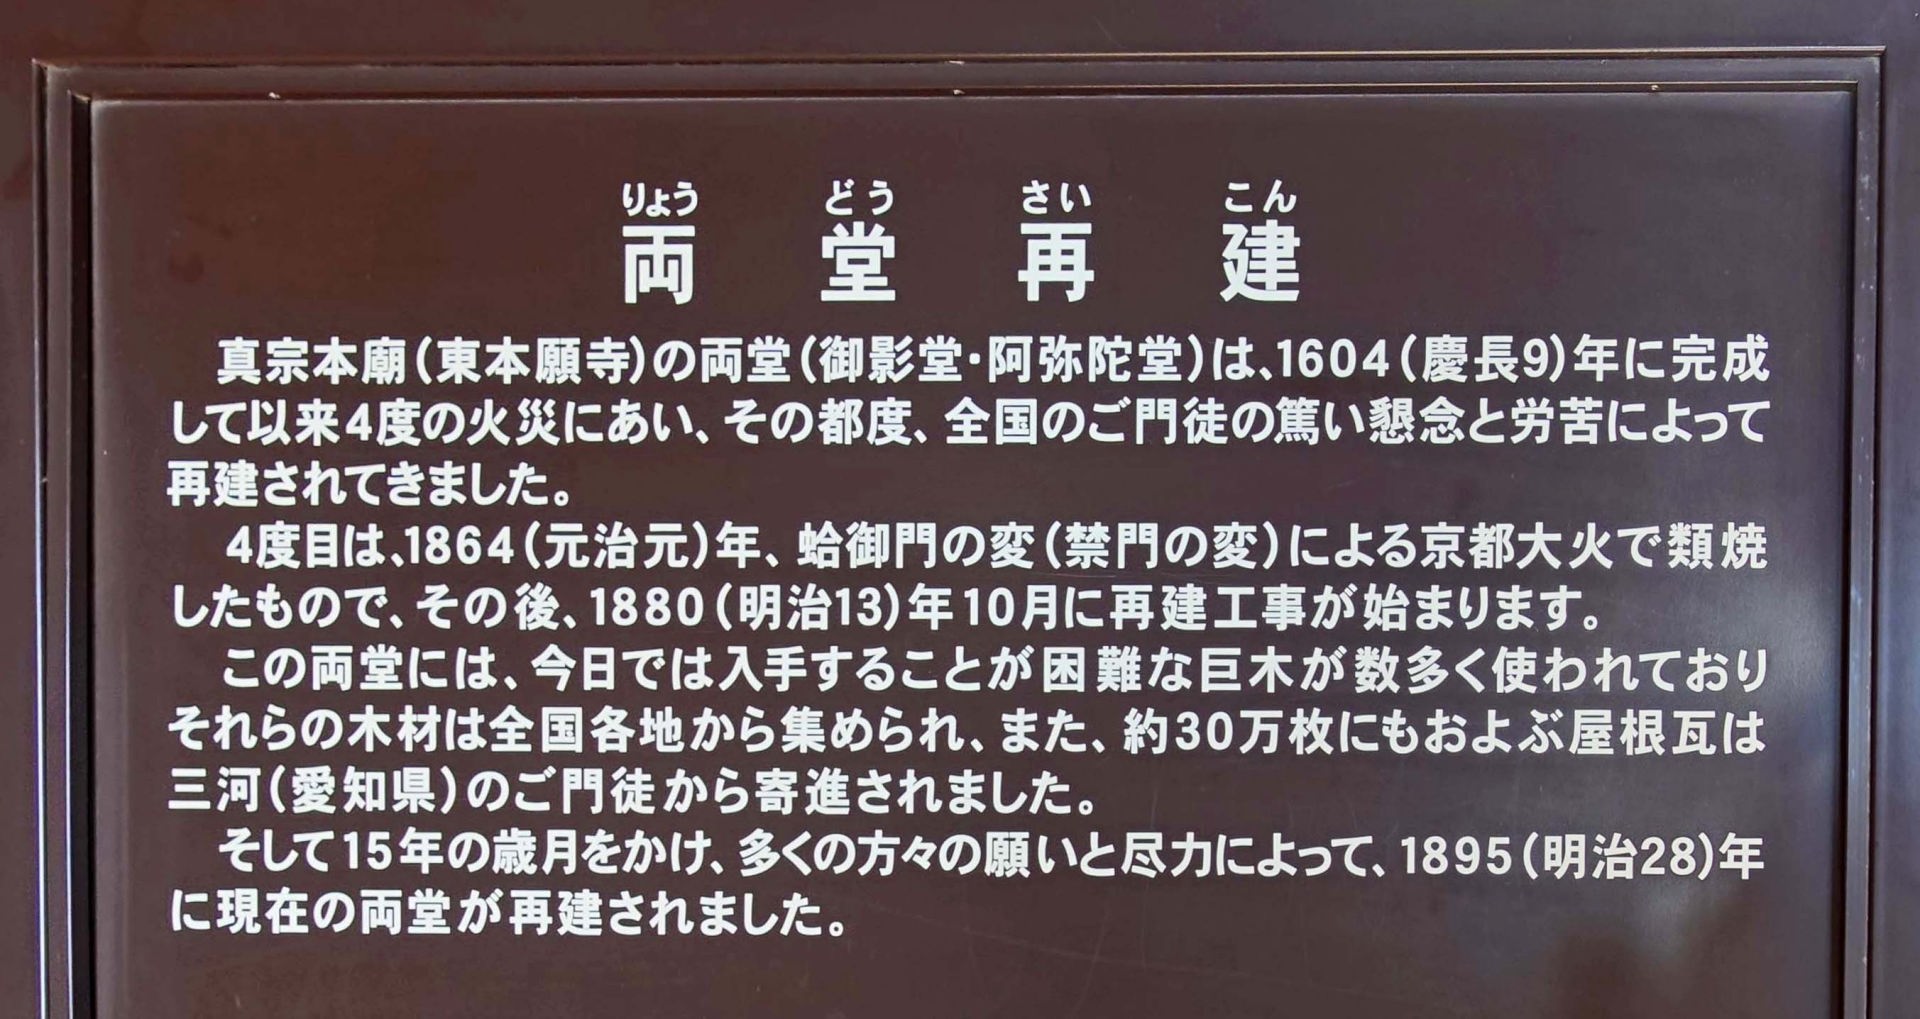 りょう どう さい こん
両堂再建
真宗本廟(東本願寺)の両堂(御影堂・阿弥陀堂)は、1604(慶長9)年に完成
して以来4度の火災にあい、その都度、全国のご門徒の篤い懇念と労苦によって
再建されてきました。
4度目は、1864(元治元)年、蛤御門の変(禁門の変)による京都大火で類焼
したもので、その後、1880(明治13)年10月に再建工事が始まります。
この両堂には、今日では入手することが困難な巨木が数多く使われており
それらの木材は全国各地から集められ、また、約30万枚にもおよぶ屋根瓦は
三河(愛知県)のご門徒から寄進されました。
そして15年の歳月をかけ、多くの方々の願いと尽力によって、1895(明治28)年
に現在の両堂が再建されました。